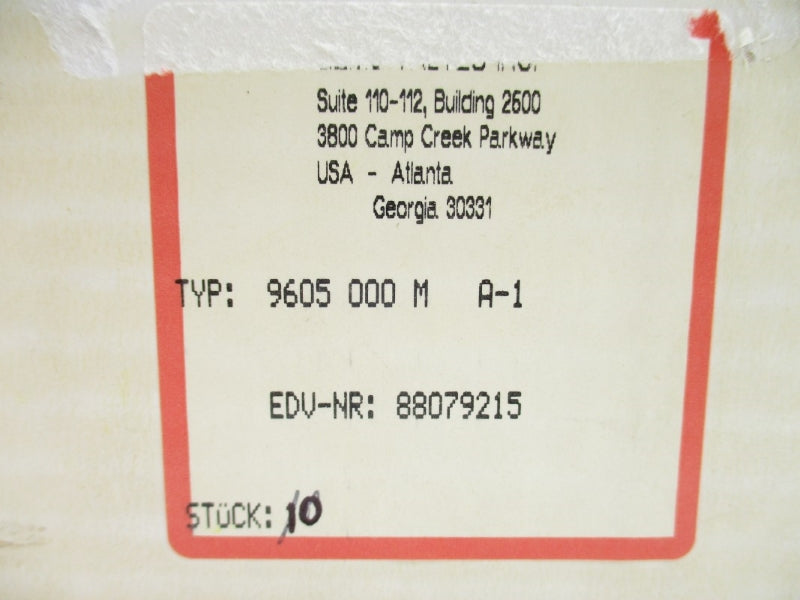 Suite 110-112, Building 2600
3800 Camp Creek Parkway
USA - Atlanta
Georgia 30331
TYP: 9605 000 M A-1
EDV-NR: 88079215
STüCK: 10